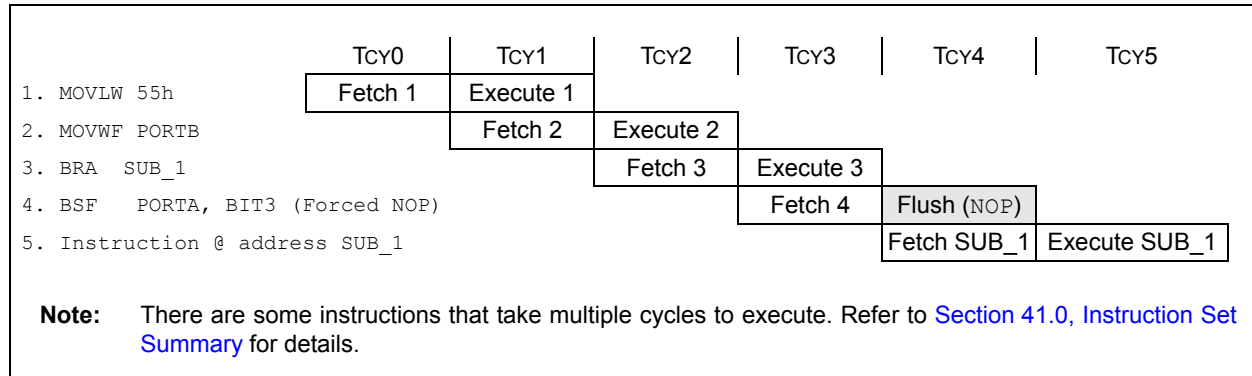 TCY0 TCY1 TCY2 TCY3 TCY4 TCY5
1. MOVLW 55h Fetch 1 Execute 1
2. MOVWF PORTB Fetch 2 Execute 2
3. BRA SUB_1 Fetch 3 Execute 3
4. BSF PORTA, BIT3 (Forced NOP) Fetch 4 Flush (NOP)
5. Instruction @ address SUB_1 Fetch SUB_1 Execute SUB_1
Note: There are some instructions that take multiple cycles to execute. Refer to Section 41.0, Instruction Set
Summary for details.